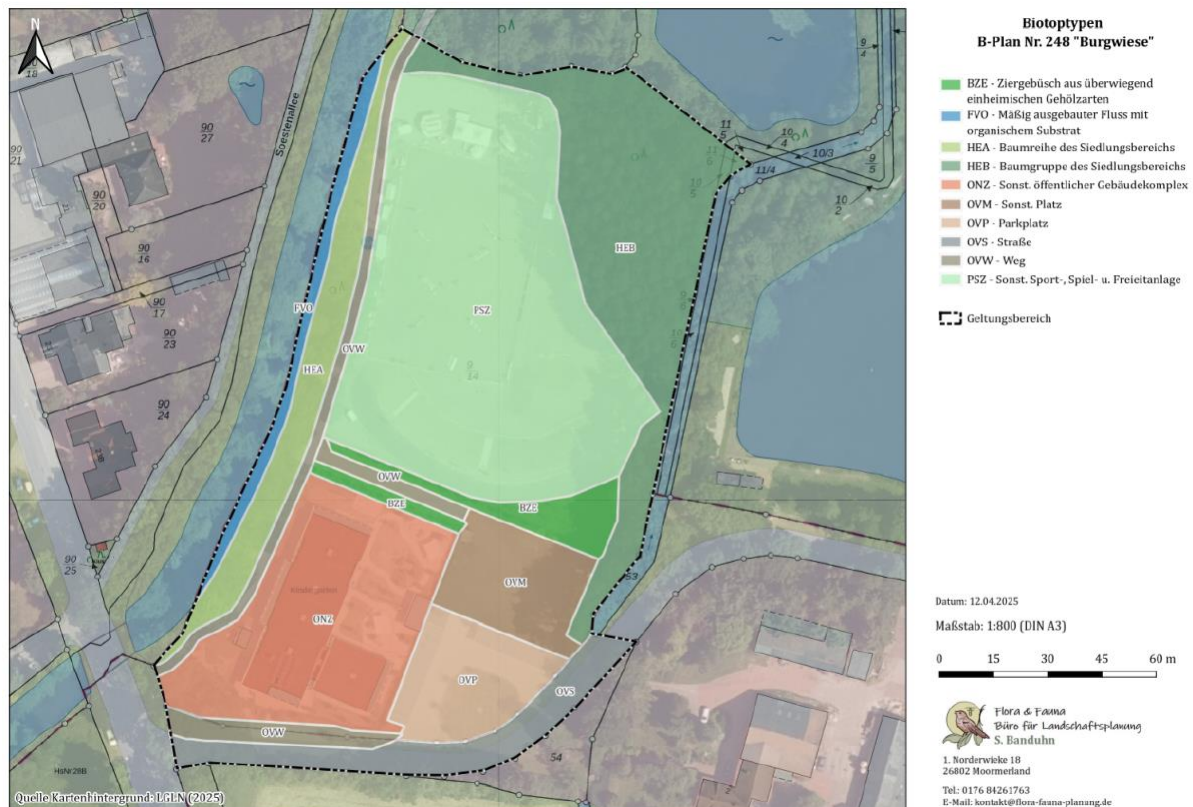 N
18
90
21
90
27
90
20
90
16
90
17
90
23
90
24
90
25
Soestenallee
FVO
HEA
OVW
PSZ
9
14
HEB
OVW
BZE
BZE
OVM
ONZ
OVP
OVS
OVW
53
54
HsNr.28B
11
5
10
4
10/3
11/4
9
4
9
5
10
2
Quelle Kartenhintergrund: LGLN (2025)
Biotoptypen
B-Plan Nr. 248 "Burgwiese"
BZE - Ziergebüsch aus überwiegend
einheimischen Gehölzarten
FVO - Mäßig ausgebauter Fluss mit
organischem Substrat
HEA - Baumreihe des Siedlungsbereichs
HEB - Baumgruppe des Siedlungsbereichs
ONZ - Sonst. öffentlicher Gebäudekomplex
OVM - Sonst. Platz
OVP - Parkplatz
OVS - Straße
OVW - Weg
PSZ - Sonst. Sport-, Spiel- u. Freieitanlage
Geltungsbereich
Datum: 12.04.2025
Maßstab: 1:800 (DIN A3)
0 15 30 45 60 m
Flora & Fauna
Büro für Landschaftsplanung
S. Banduhn
1. Norderwieke 18
26802 Moormerland
Tel.: 0176 84261763
E-Mail: kontakt@flora-fauna-planung.de